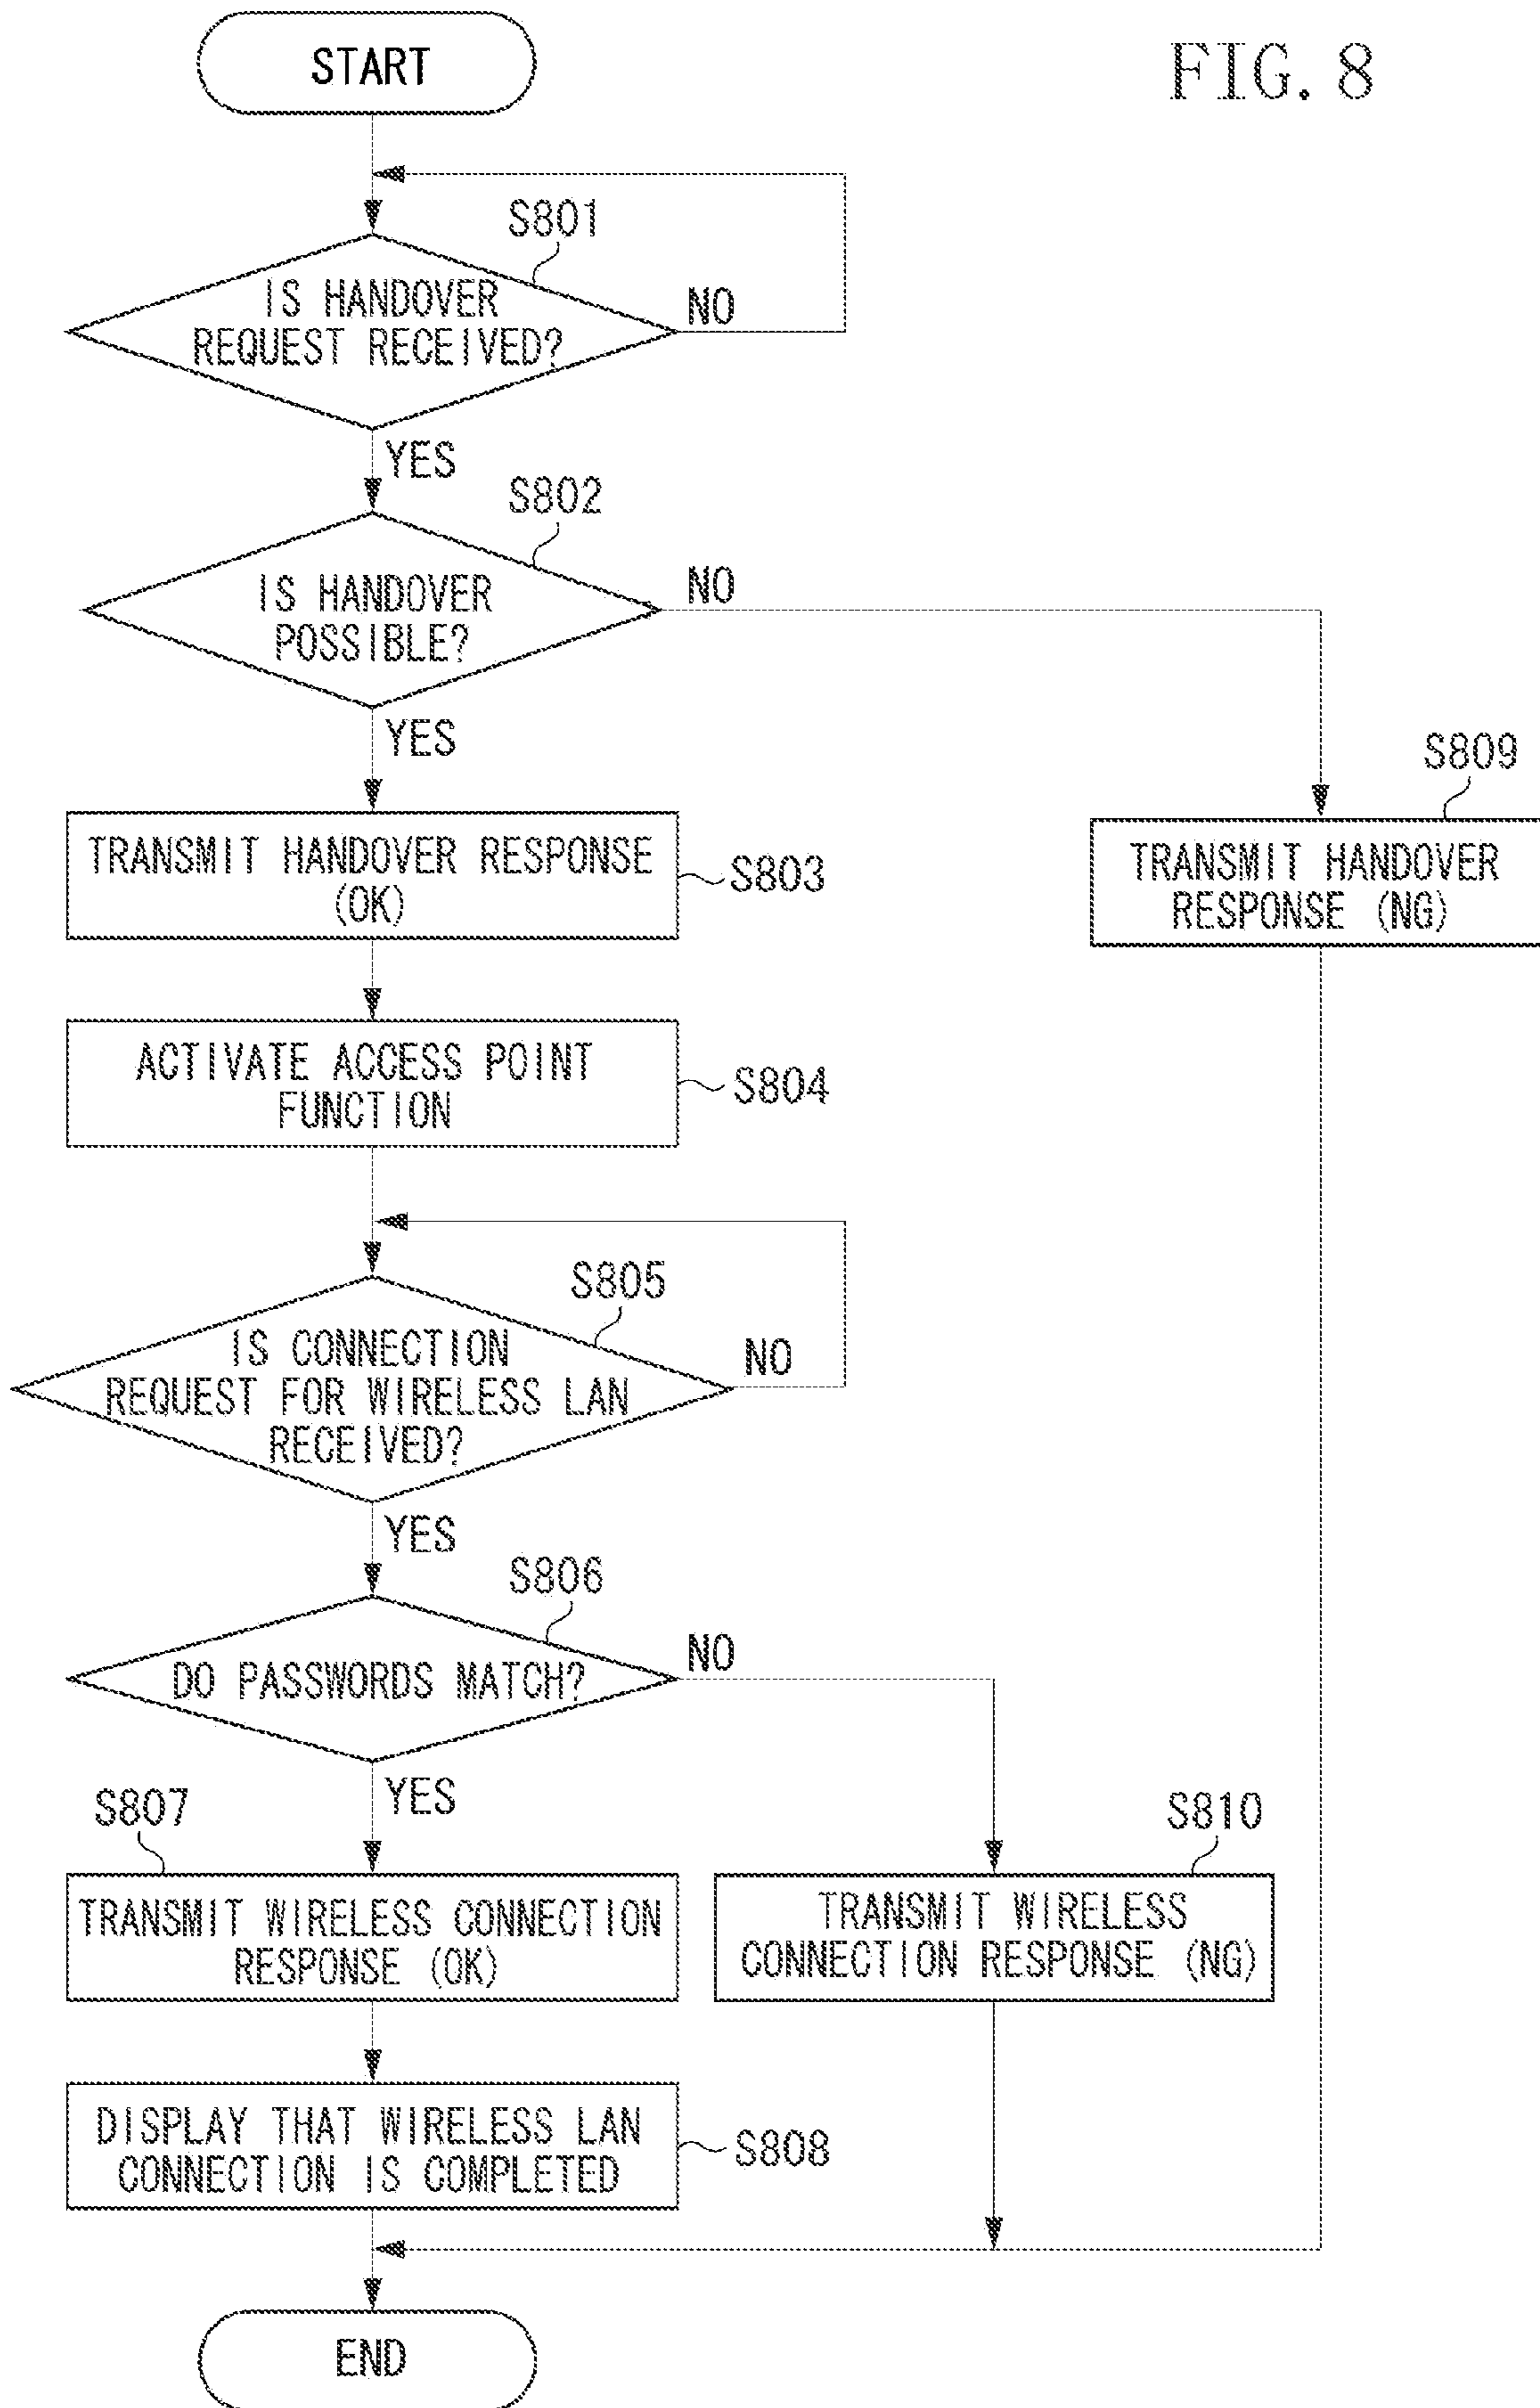 START
FIG. 8
S801
IS HANDOVER
REQUEST RECEIVED?
NO
YES
S802
IS HANDOVER
POSSIBLE?
NO
YES
S809
TRANSMIT HANDOVER RESPONSE
(OK)
S803
TRANSMIT HANDOVER
RESPONSE (NG)
ACTIVATE ACCESS POINT
FUNCTION
S804
S805
IS CONNECTION
REQUEST FOR WIRELESS LAN
RECEIVED?
NO
YES
S806
DO PASSWORDS MATCH?
NO
YES
S807
S810
TRANSMIT WIRELESS CONNECTION
RESPONSE (OK)
TRANSMIT WIRELESS
CONNECTION RESPONSE (NG)
DISPLAY THAT WIRELESS LAN
CONNECTION IS COMPLETED
S808
END